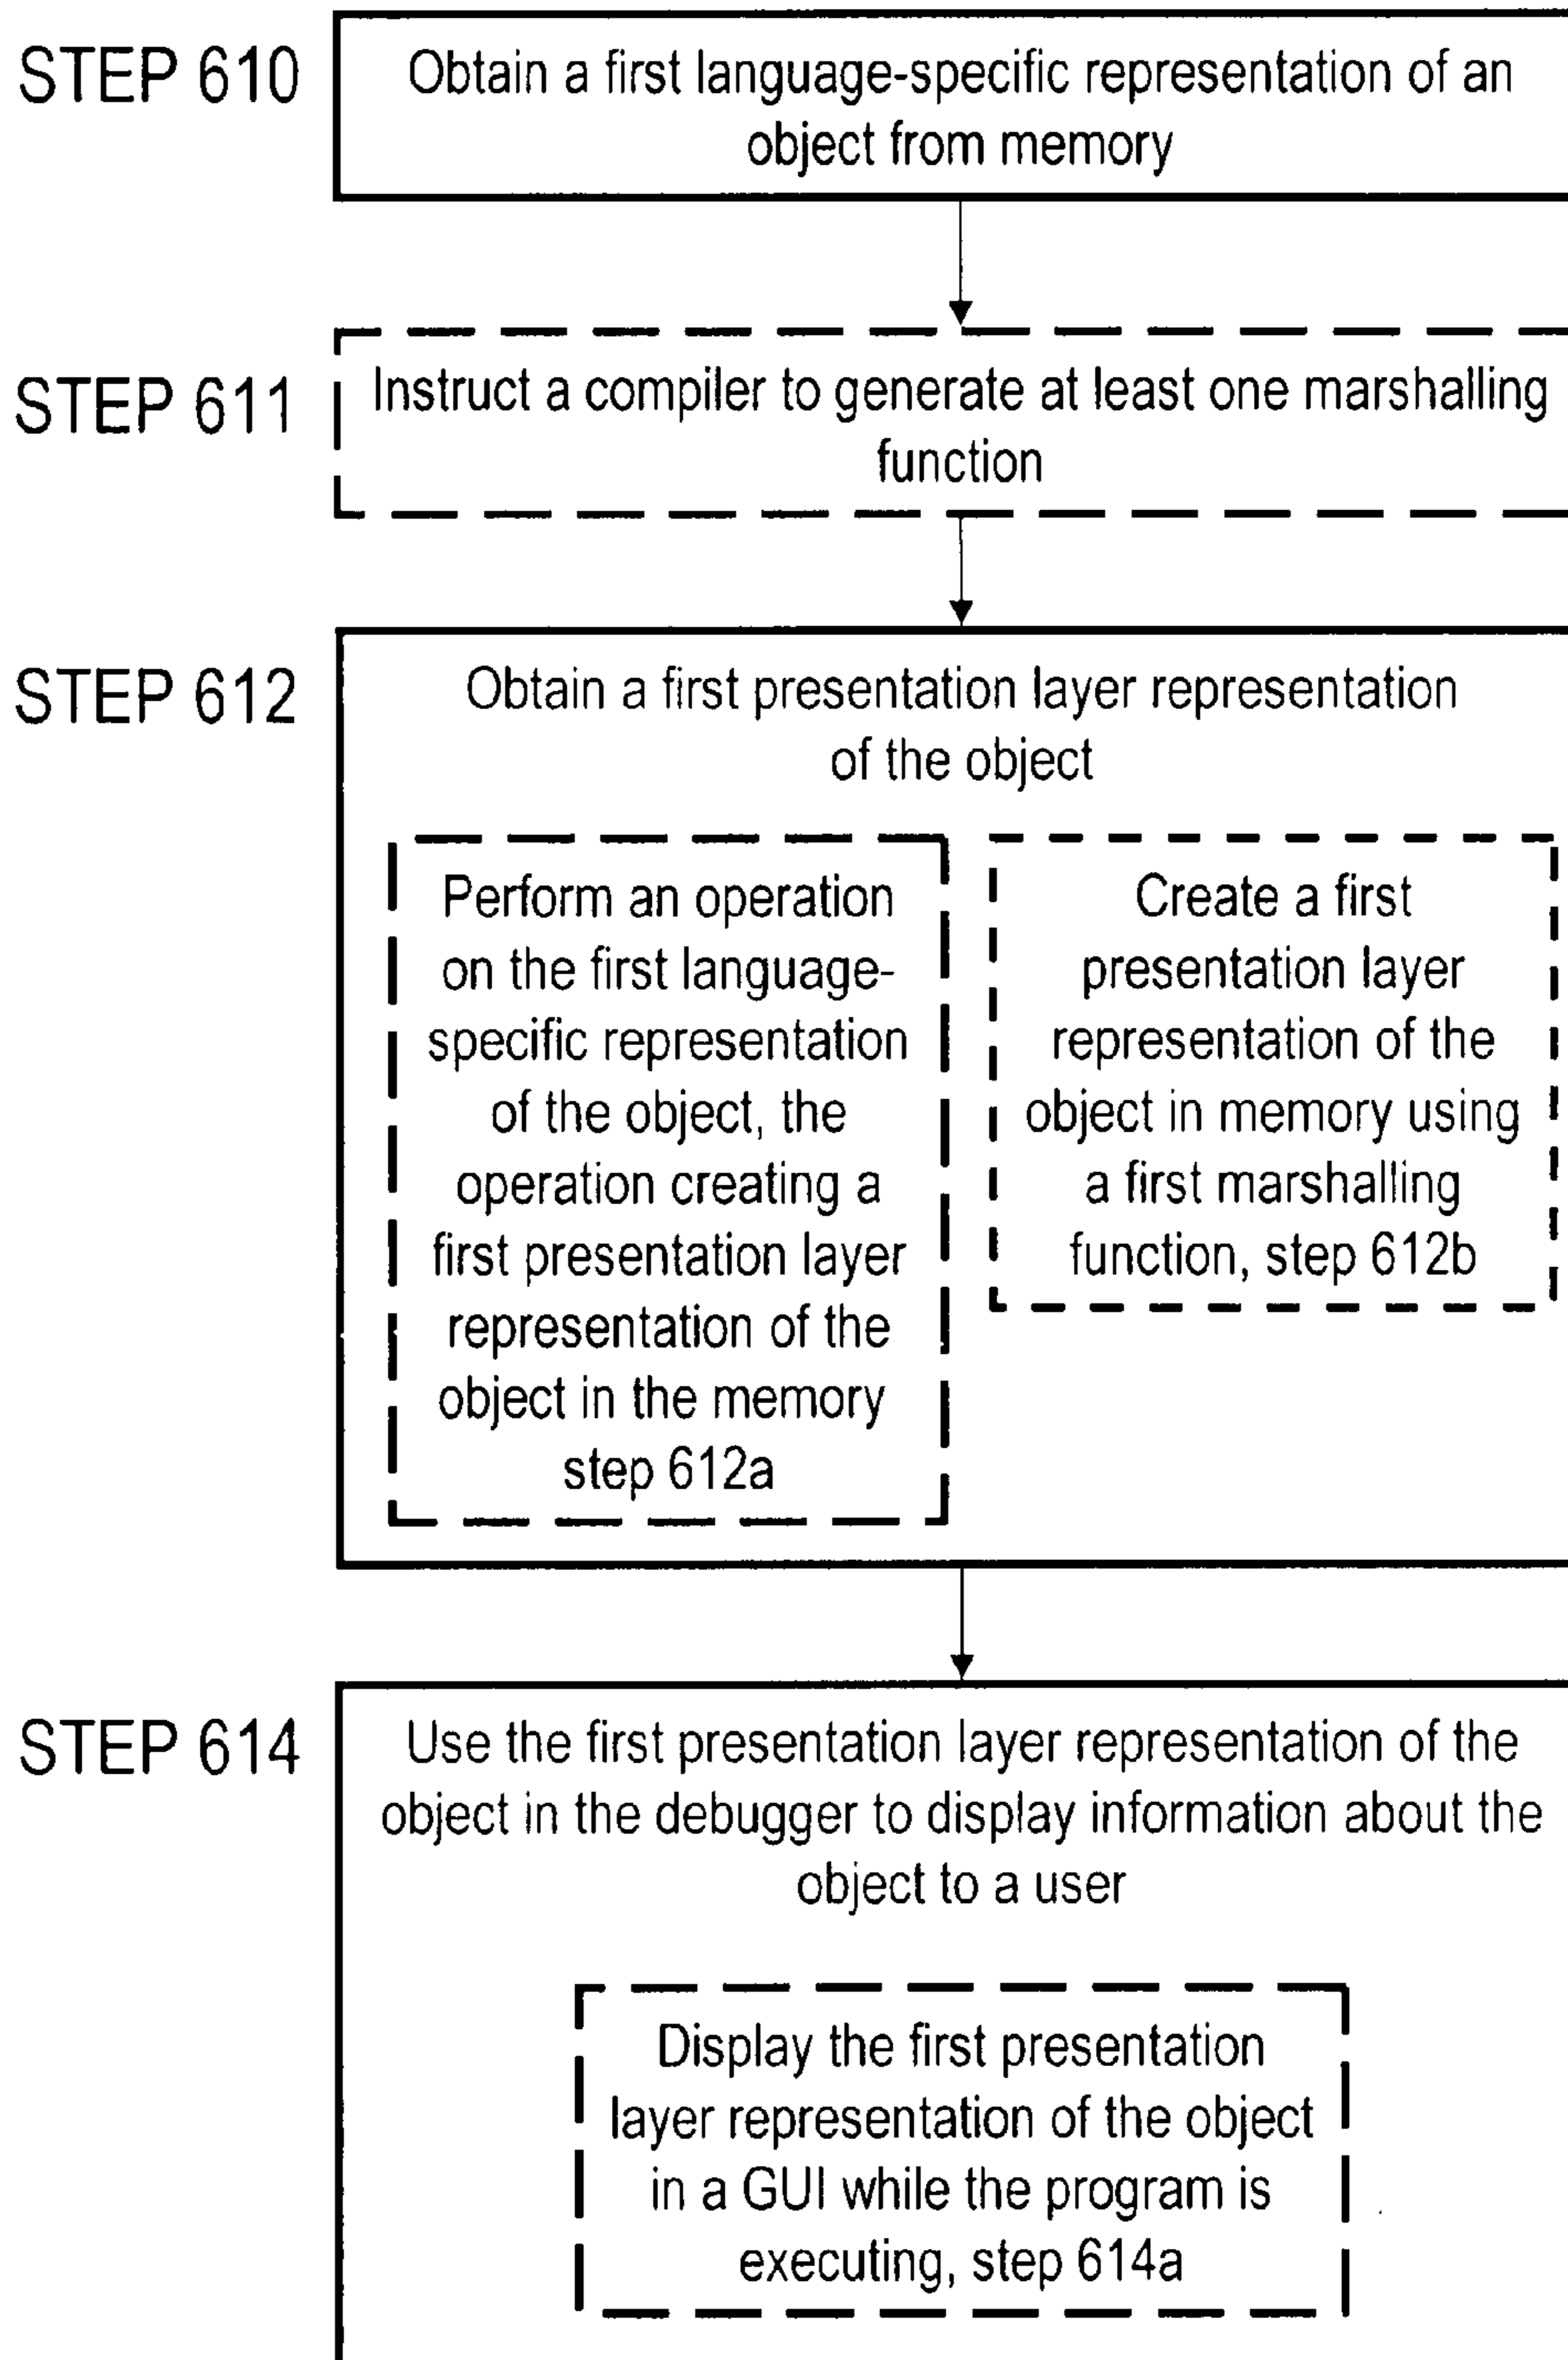 STEP 610
Obtain a first language-specific representation of an
object from memory
STEP 611
Instruct a compiler to generate at least one marshalling
function
STEP 612
Obtain a first presentation layer representation
of the object
Perform an operation
on the first language-
specific representation
of the object, the
operation creating a
first presentation layer
representation of the
object in the memory
step 612a
Create a first
presentation layer
representation of the
object in memory using
a first marshalling
function, step 612b
STEP 614
Use the first presentation layer representation of the
object in the debugger to display information about the
object to a user
Display the first presentation
layer representation of the object
in a GUI while the program is
executing, step 614a